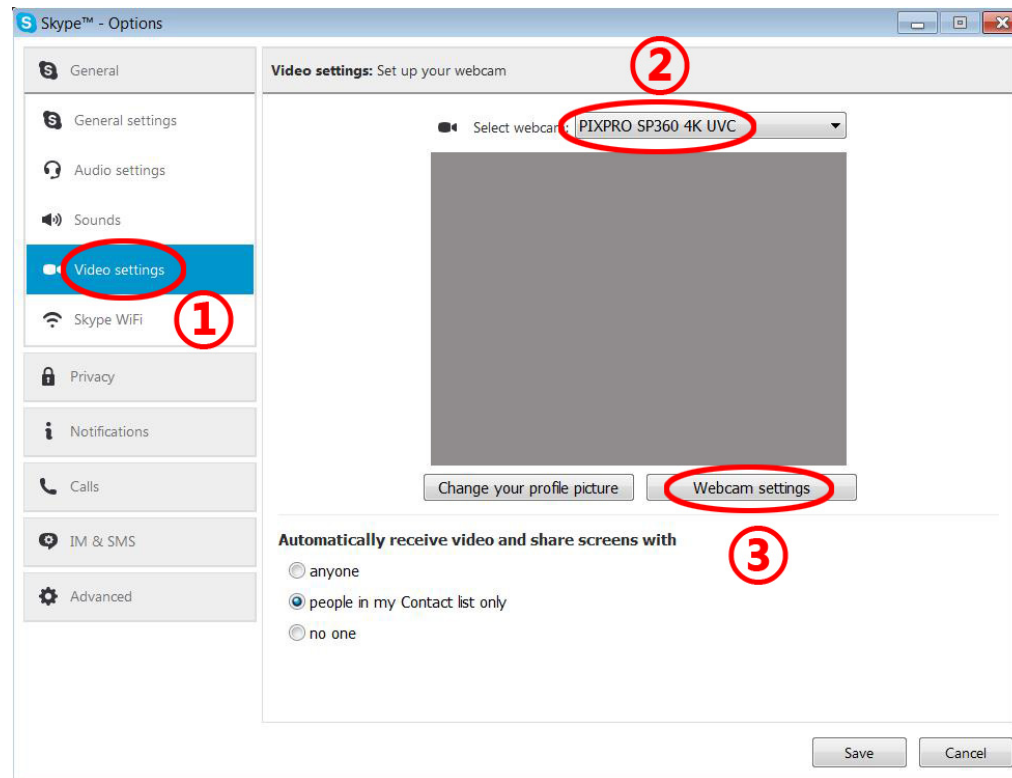 Skype™ - Options
General
General settings
Audio settings
Sounds
Video settings
1
Skype WiFi
Privacy
Notifications
Calls
IM & SMS
Advanced
Video settings: Set up your webcam
2
Select webcam: PIXPRO SP360 4K UVC
Change your profile picture
Webcam settings
3
Automatically receive video and share screens with
anyone
people in my Contact list only
no one
Save
Cancel